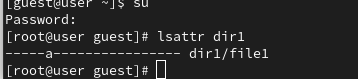 [guest@user ~]$ su
Password:
[root@user guest]# lsattr dir1
-----a---------------- dir1/file1
[root@user guest]#